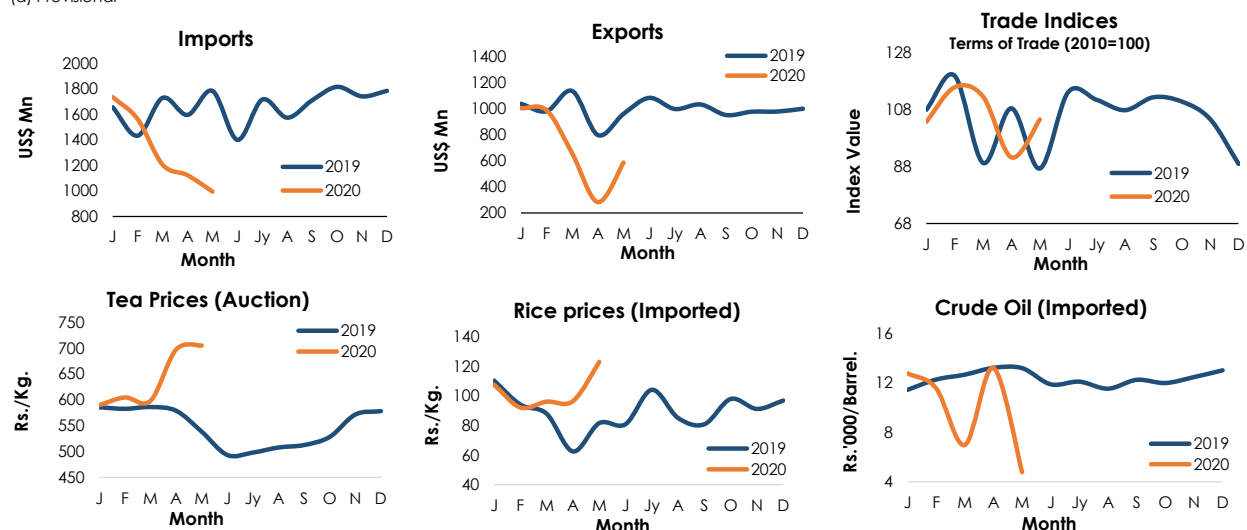 (a) Provisional
Imports
US$ Mn
2000
1800
1600
1400
1200
1000
800
2019
2020
J F M A M J Jy A S O N D
Month
Exports
US$ Mn
1400
1200
1000
800
600
400
200
2019
2020
J F M A M J Jy A S O N D
Month
Trade Indices
Terms of Trade (2010=100)
Index Value
128
108
88
68
2019
2020
J F M A M J Jy A S O N D
Month
Tea Prices (Auction)
Rs./Kg.
750
700
650
600
550
500
450
2019
2020
J F M A M J Jy A S O N D
Month
Rice prices (Imported)
Rs./Kg.
140
120
100
80
60
40
2019
2020
J F M A M J Jy A S O N D
Month
Crude Oil (Imported)
Rs.'000/Barrel.
16
12
8
4
2019
2020
J F M A M J Jy A S O N D
Month